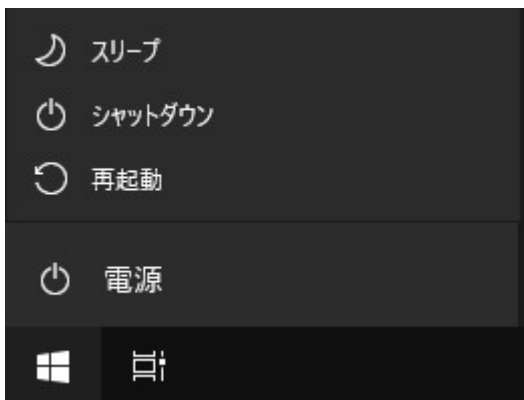 スリープ
シャットダウン
再起動
電源